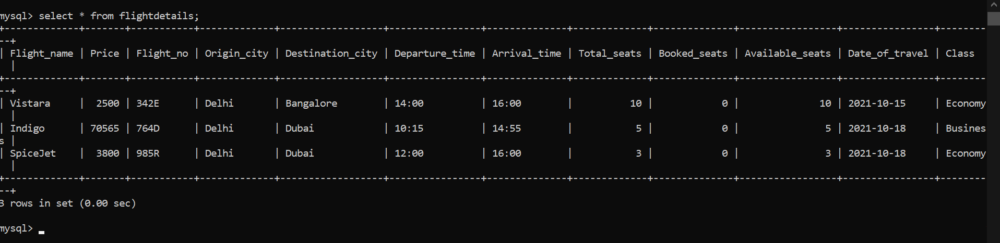 mysql> select * from flightdetails;
+-------------+-------+-----------+-------------+------------------+----------------+--------------+-------------+--------------+-----------------+----------------+--------
--+
| Flight_name | Price | Flight_no | Origin_city | Destination_city | Departure_time | Arrival_time | Total_seats | Booked_seats | Available_seats | Date_of_travel | Class
  |
+-------------+-------+-----------+-------------+------------------+----------------+--------------+-------------+--------------+-----------------+----------------+--------
--+
| Vistara     |  2500 | 342E      | Delhi       | Bangalore        | 14:00          | 16:00        |          10 |            0 |              10 | 2021-10-15     | Economy
  |
| Indigo      | 70565 | 764D      | Delhi       | Dubai            | 10:15          | 14:55        |           5 |            0 |               5 | 2021-10-18     | Busines
s |
| SpiceJet    |  3800 | 985R      | Delhi       | Dubai            | 12:00          | 16:00        |           3 |            0 |               3 | 2021-10-18     | Economy
  |
+-------------+-------+-----------+-------------+------------------+----------------+--------------+-------------+--------------+-----------------+----------------+--------
--+
3 rows in set (0.00 sec)
mysql>